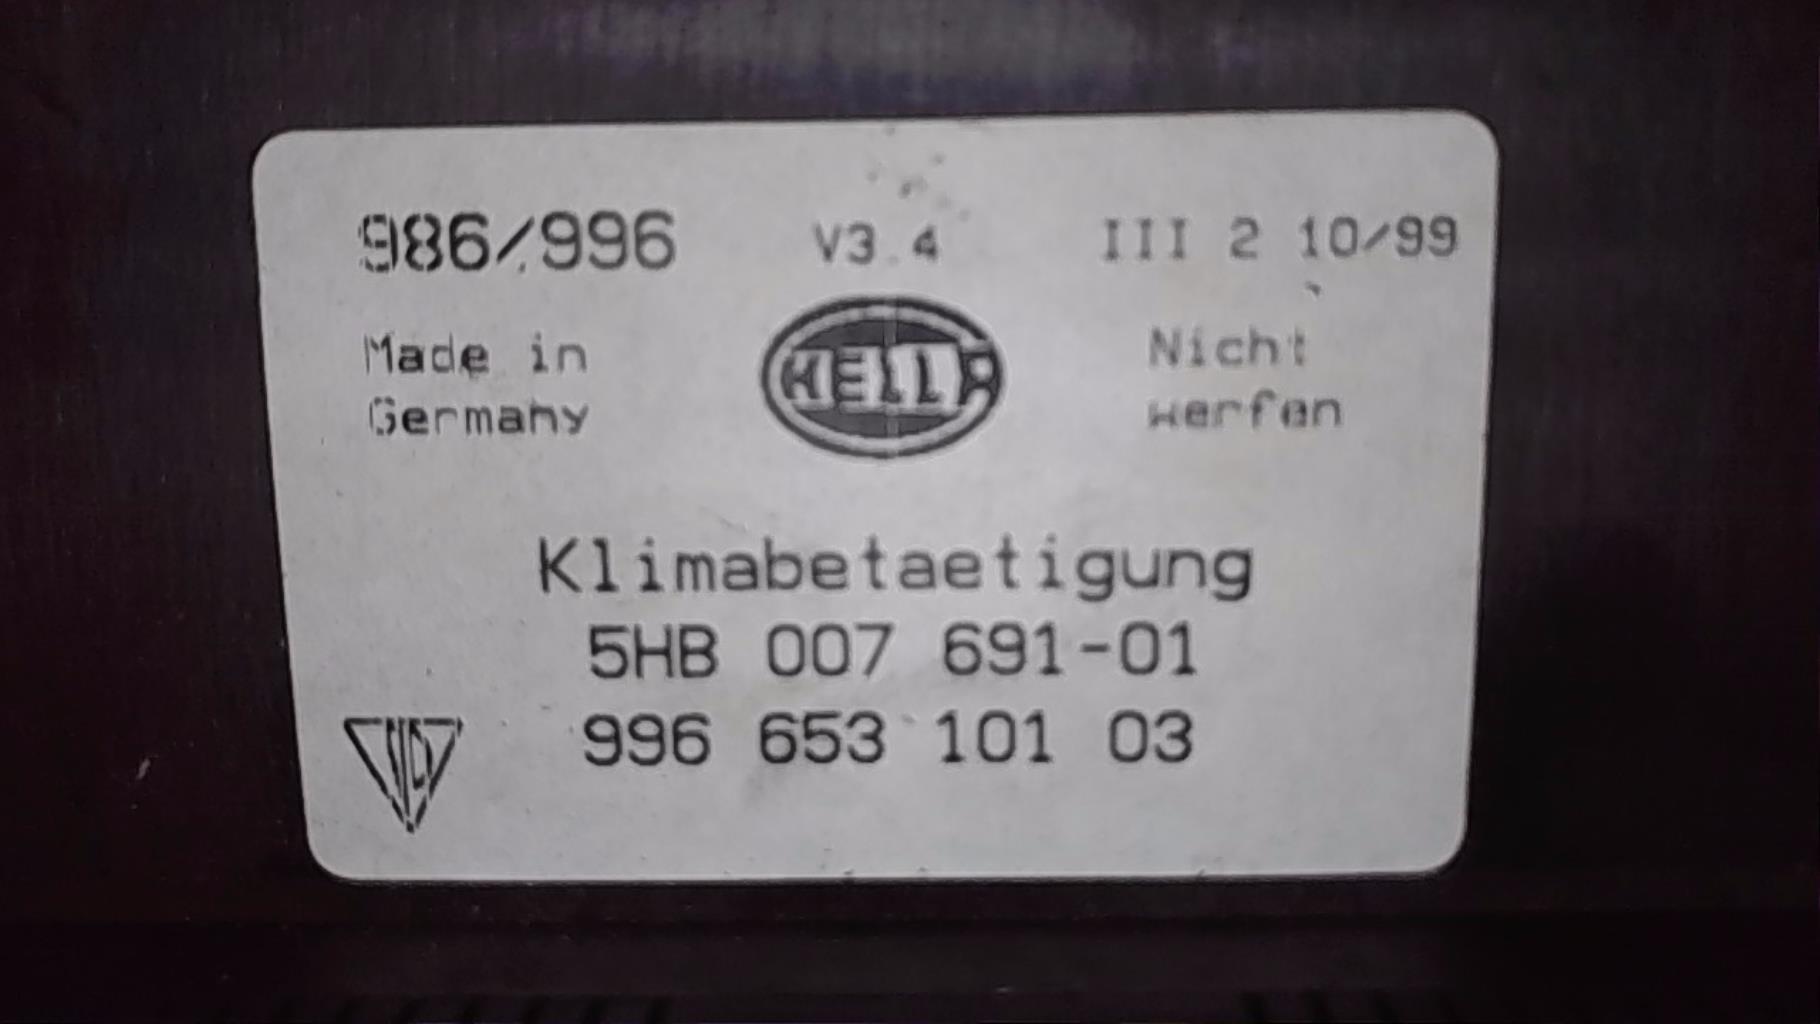 986/996 V3.4 III 2 10/99
Made in
Germany
HELLA
Nicht
werfen
Klimabetaetigung
5HB 007 691-01
996 653 101 03